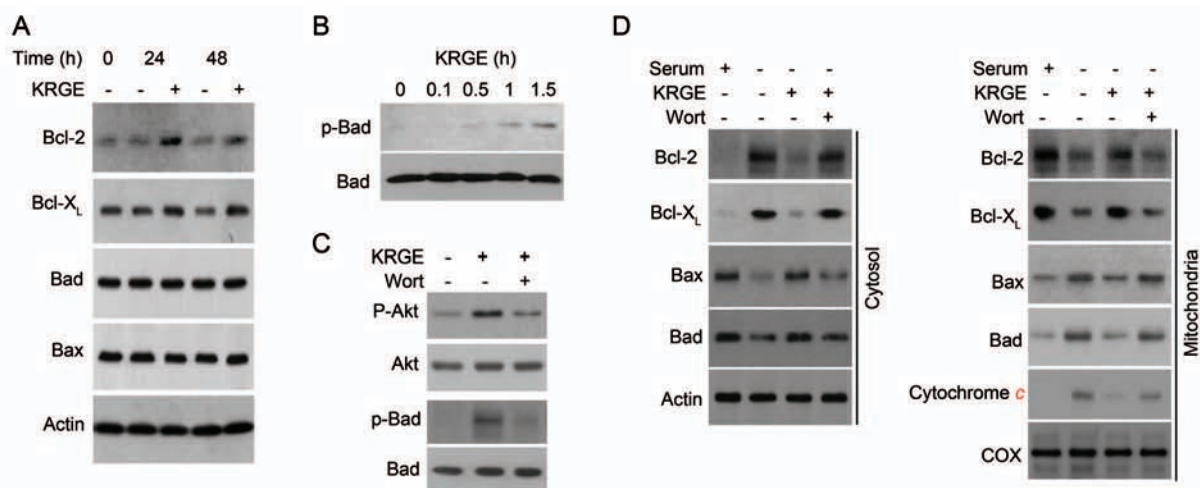 A
Time (h) 0 24 48
KRGE - - + - +
Bcl-2
Bcl-XL
Bad
Bax
Actin
B
KRGE (h)
0 0.1 0.5 1 1.5
p-Bad
Bad
C
KRGE - + +
Wort - - +
P-Akt
Akt
p-Bad
Bad
D
Serum + - - -
KRGE - - + +
Wort - - - +
Bcl-2
Bcl-XL
Bax
Bad
Actin
Cytosol
Serum + - - -
KRGE - - + +
Wort - - - +
Bcl-2
Bcl-XL
Bax
Bad
Cytochrome c
COX
Mitochondria